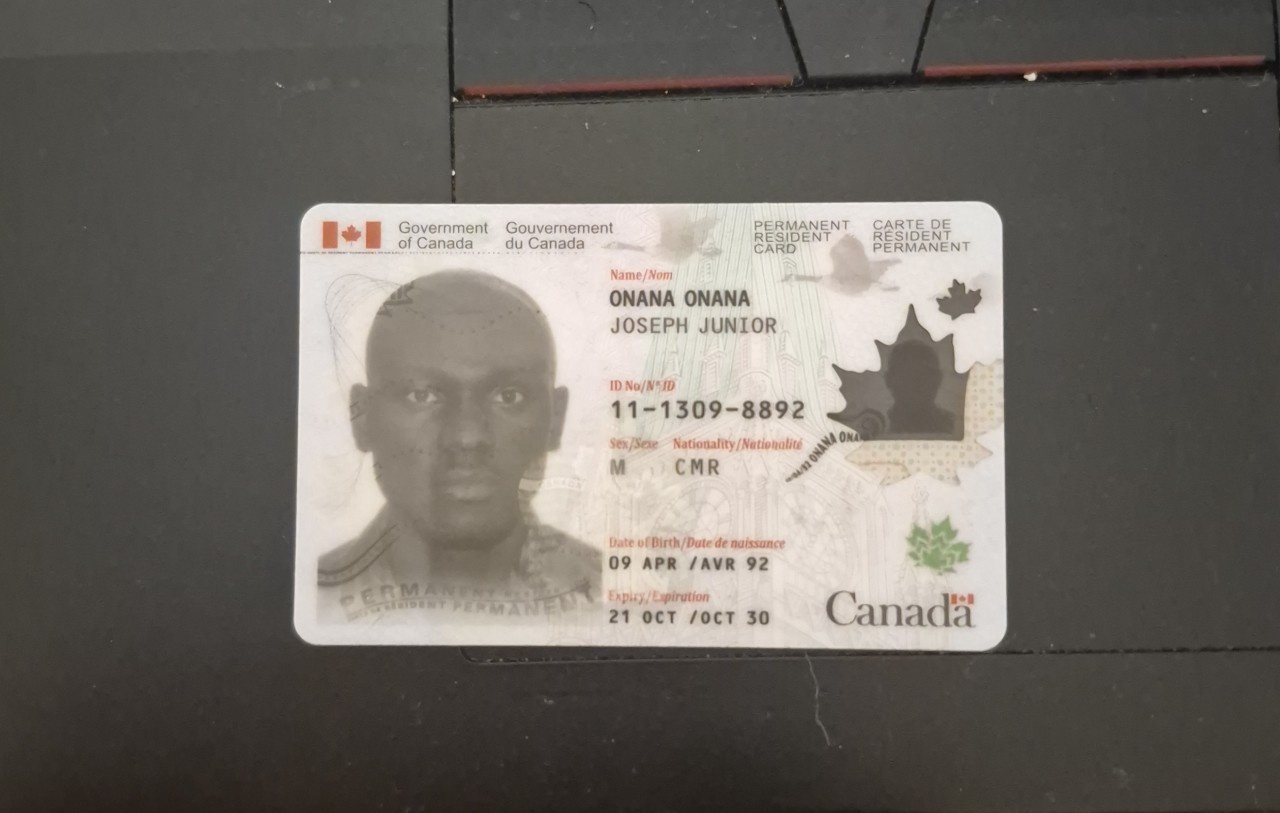 Government of Canada
Gouvernement du Canada
PERMANENT RESIDENT CARD
CARTE DE RÉSIDENT PERMANENT
Name/Nom
ONANA ONANA
JOSEPH JUNIOR
ID No/Nº ID
11-1309-8892
Sex/Sexe Nationality/Nationalité
M CMR
ONANA ONA
Date of Birth/Date de naissance
09 APR /AVR 92
Expiry/Expiration
21 OCT /OCT 30
PERMANENT
RÉSIDENT PERMANENT
Canada